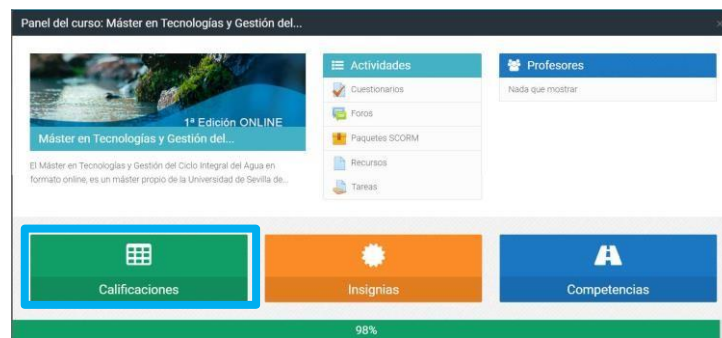 Panel del curso: Máster en Tecnologías y Gestión del...
1ª Edición ONLINE
Máster en Tecnologías y Gestión del...
El Máster en Tecnologías y Gestión del Ciclo Integral del Agua en
formato online, es un máster propio de la Universidad de Sevilla de...
Actividades
Cuestionarios
Foros
Paquetes SCORM
Recursos
Tareas
Profesores
Nada que mostrar
Calificaciones
Insignias
Competencias
98%